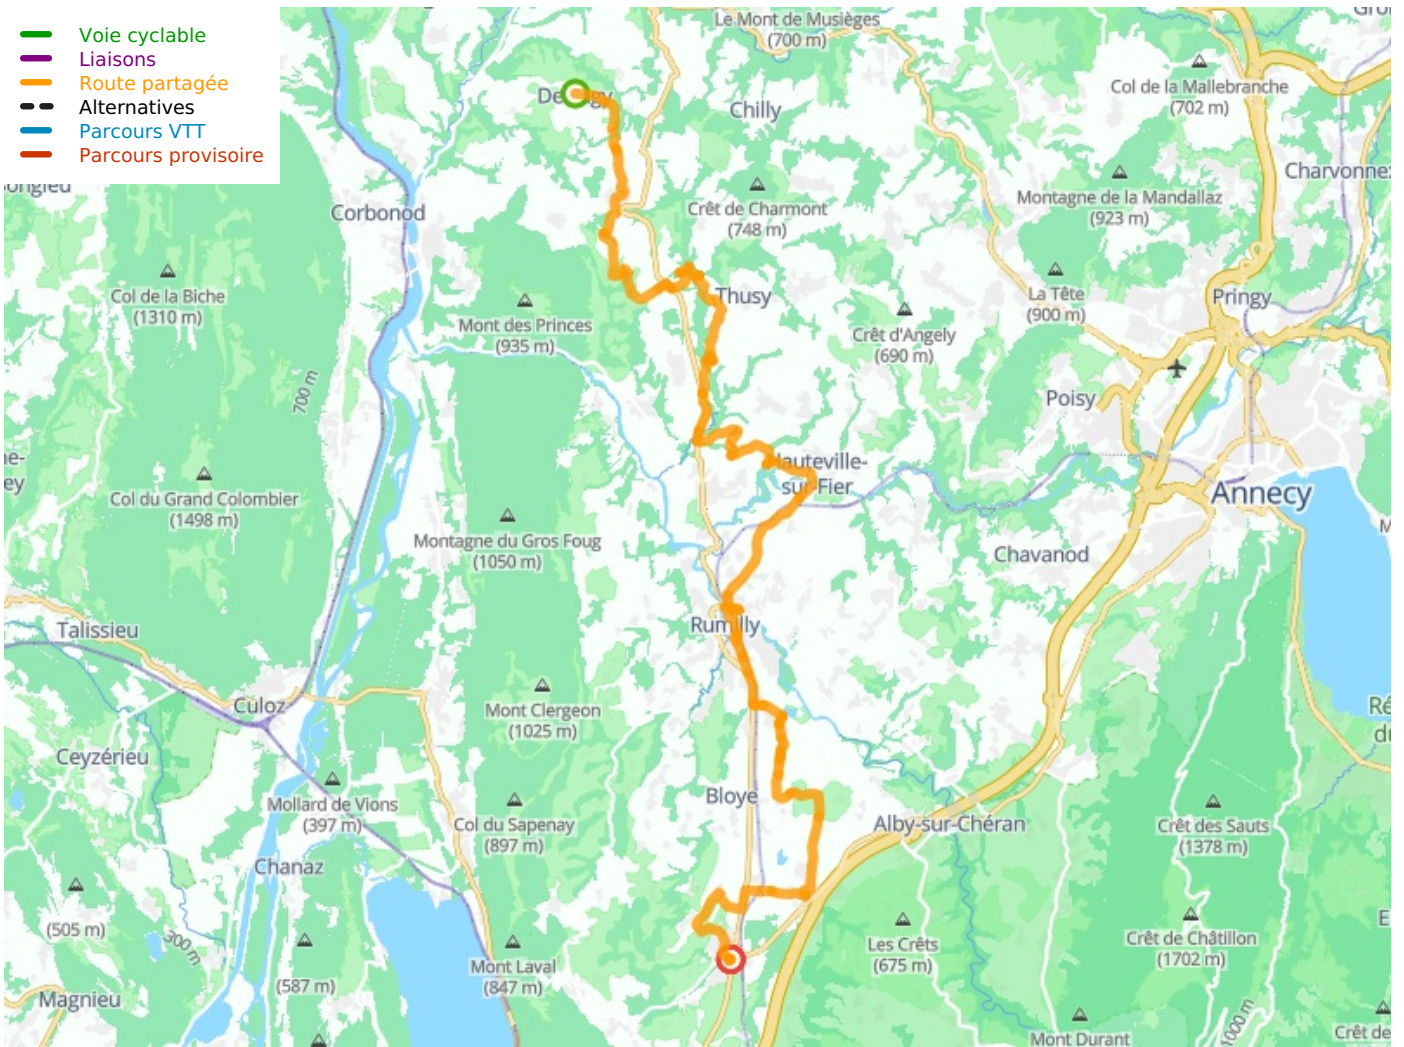 Voie cyclable
Liaisons
Route partagée
Alternatives
Parcours VTT
Parcours provisoire
Le Mont de Musièges
(700 m)
Col de la Mallebranche
(702 m)
Chilly
Charvonnex
Corbonod
Crêt de Charmont
(748 m)
Montagne de la Mandallaz
(923 m)
Col de la Biche
(1310 m)
Mont des Princes
(935 m)
Thusy
La Tête
(900 m)
Pringy
Crêt d'Angely
(690 m)
700 m
Poisy
Hauteville-
sur-Fier
Annecy
Col du Grand Colombier
(1498 m)
Montagne du Gros Foug
(1050 m)
Chavanod
Talissieu
Rumilly
Culoz
Mont Clergeon
(1025 m)
Ceyzérieu
Mollard de Vions
(397 m)
Bloye
Col du Sapenay
(897 m)
Alby-sur-Chéran
Crêt des Sauts
(1378 m)
Chanaz
(505 m)
300 m
Les Crêts
(675 m)
Crêt de Châtillon
(1702 m)
Mont Laval
(847 m)
(587 m)
Magnieu
1000 m
Mont Durant
Crêt de